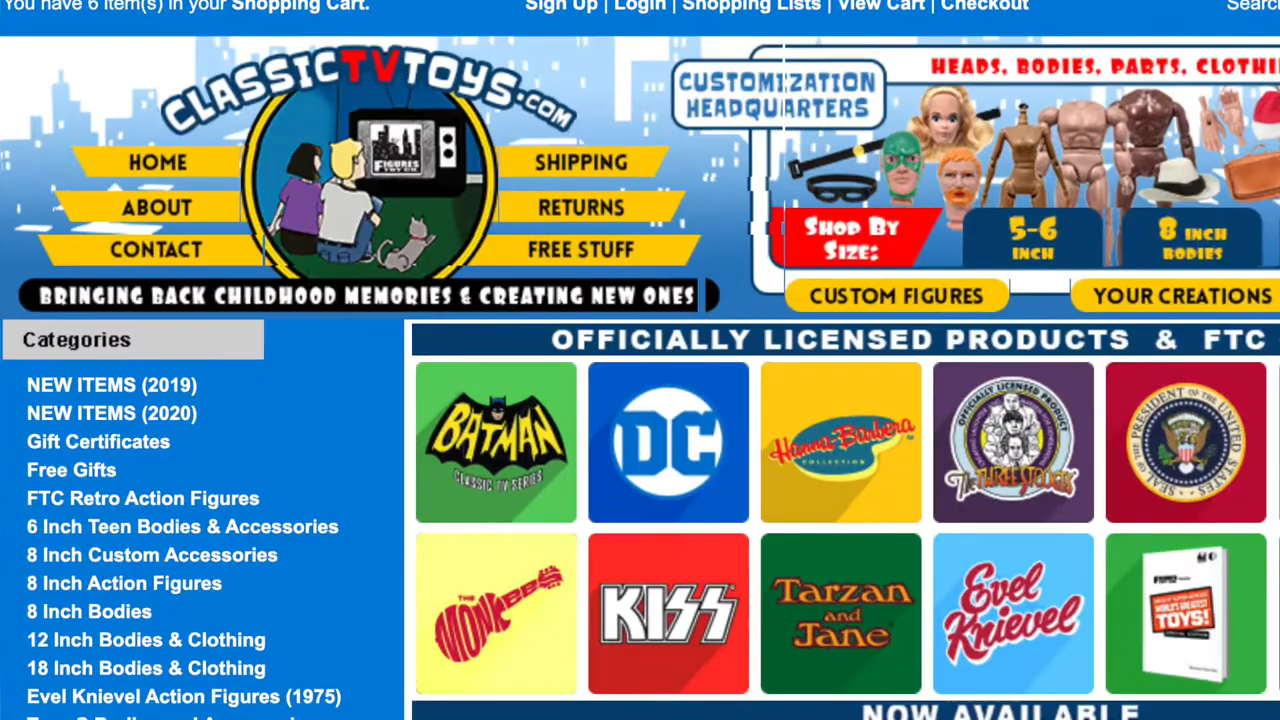 You have 6 item(s) in your Shopping Cart.
Sign Up | Login | Shopping Lists | View Cart | Checkout
Search
CLASSICTVTOYS.COM
HOME
ABOUT
CONTACT
FIGURES
SHIPPING
RETURNS
FREE STUFF
BRINGING BACK CHILDHOOD MEMORIES & CREATING NEW ONES
CUSTOMIZATION
HEADQUARTERS
HEADS, BODIES, PARTS, CLOTHI
SHOP BY
SIZE:
5-6
INCH
8 INCH
BODIES
CUSTOM FIGURES
YOUR CREATIONS
Categories
NEW ITEMS (2019)
NEW ITEMS (2020)
Gift Certificates
Free Gifts
FTC Retro Action Figures
6 Inch Teen Bodies & Accessories
8 Inch Custom Accessories
8 Inch Action Figures
8 Inch Bodies
12 Inch Bodies & Clothing
18 Inch Bodies & Clothing
Evel Knievel Action Figures (1975)
OFFICIALLY LICENSED PRODUCTS & FTC
BATMAN
CLASSIC TV SERIES
DC
Hanna-Barbera
COLLECTION
OFFICIALLY LICENSED PRODUCT
The THREE STOOGES
SEAL OF THE PRESIDENT OF THE UNITED STATES
THE
MONKEES
KISS
Tarzan
and
Jane
Evel
Knievel
WORLD'S GREATEST
TOYS!
SPECIAL EDITION
NOW AVAILABLE